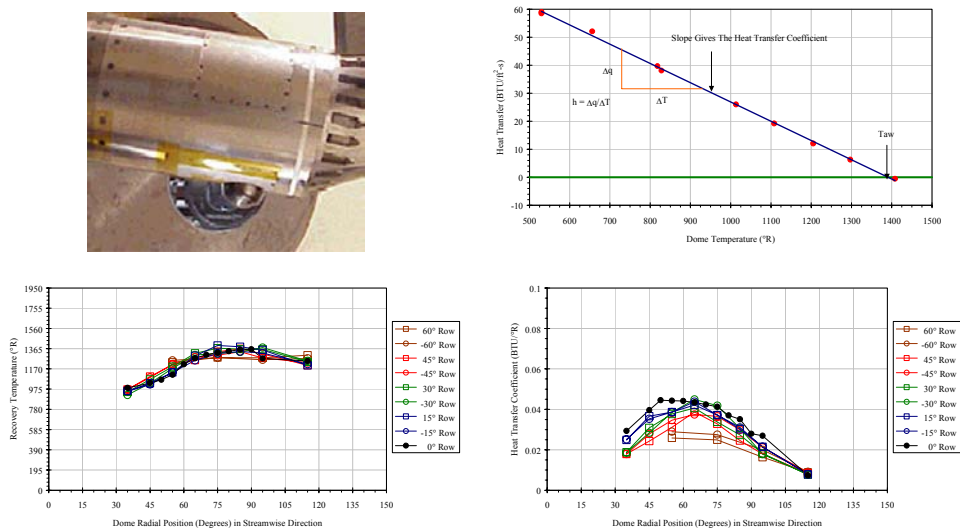 60
50
40
30
20
10
0
-10
Heat Transfer (BTU/ft²-s)
Slope Gives The Heat Transfer Coefficient
Δq
h = Δq/ΔT
ΔT
Taw
500 600 700 800 900 1000 1100 1200 1300 1400 1500
Dome Temperature (°R)
1950
1755
1560
1365
1170
975
780
585
390
195
0
Recovery Temperature (°R)
0 15 30 45 60 75 90 105 120 135 150
Dome Radial Position (Degrees) in Streamwise Direction
60° Row
-60° Row
45° Row
-45° Row
30° Row
-30° Row
15° Row
-15° Row
0° Row
0.1
0.08
0.06
0.04
0.02
0
Heat Transfer Coefficient (BTU/°R)
0 15 30 45 60 75 90 105 120 135 150
Dome Radial Position (Degrees) in Streamwise Direction
60° Row
-60° Row
45° Row
-45° Row
30° Row
-30° Row
15° Row
-15° Row
0° Row